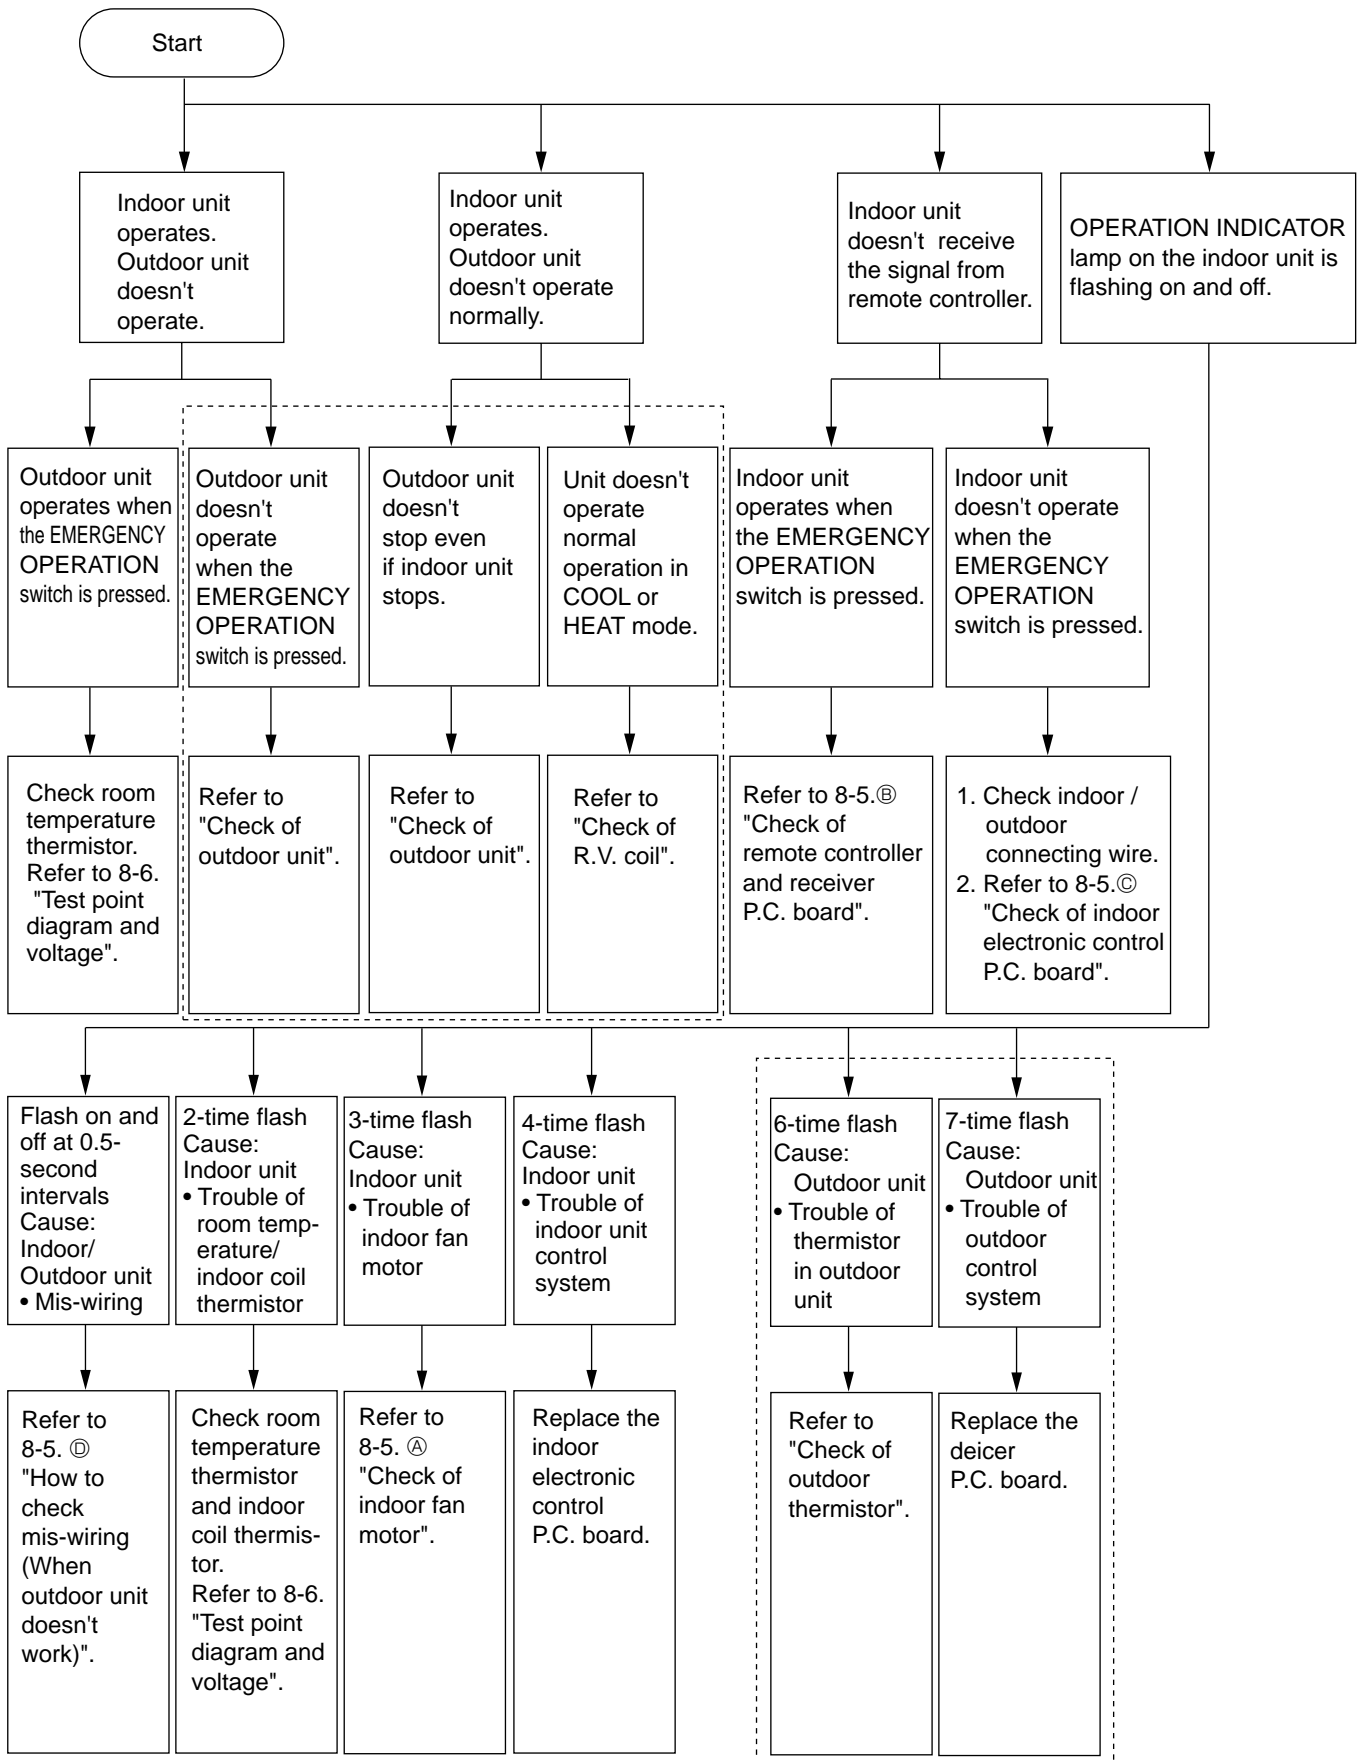 Start
Indoor unit
operates.
Outdoor unit
doesn't
operate.
Indoor unit
operates.
Outdoor unit
doesn't operate
normally.
Indoor unit
doesn't receive
the signal from
remote controller.
OPERATION INDICATOR
lamp on the indoor unit is
flashing on and off.
Outdoor unit
operates when
the EMERGENCY
OPERATION
switch is pressed.
Outdoor unit
doesn't
operate
when the
EMERGENCY
OPERATION
switch is pressed.
Outdoor unit
doesn't
stop even
if indoor unit
stops.
Unit doesn't
operate
normal
operation in
COOL or
HEAT mode.
Indoor unit
operates when
the EMERGENCY
OPERATION
switch is pressed.
Indoor unit
doesn't operate
when the
EMERGENCY
OPERATION
switch is pressed.
Check room
temperature
thermistor.
Refer to 8-6.
"Test point
diagram and
voltage".
Refer to
"Check of
outdoor unit".
Refer to
"Check of
outdoor unit".
Refer to
"Check of
R.V. coil".
Refer to 8-5.Ⓑ
"Check of
remote controller
and receiver
P.C. board".
1. Check indoor /
outdoor
connecting wire.
2. Refer to 8-5.Ⓒ
"Check of indoor
electronic control
P.C. board".
Flash on and
off at 0.5-
second
intervals
Cause:
Indoor/
Outdoor unit
• Mis-wiring
2-time flash
Cause:
Indoor unit
• Trouble of
room temp-
erature/
indoor coil
thermistor
3-time flash
Cause:
Indoor unit
• Trouble of
indoor fan
motor
4-time flash
Cause:
Indoor unit
• Trouble of
indoor unit
control
system
6-time flash
Cause:
Outdoor unit
• Trouble of
thermistor
in outdoor
unit
7-time flash
Cause:
Outdoor unit
• Trouble of
outdoor
control
system
Refer to
8-5. Ⓓ
"How to
check
mis-wiring
(When
outdoor unit
doesn't
work)".
Check room
temperature
thermistor
and indoor
coil thermis-
tor.
Refer to 8-6.
"Test point
diagram and
voltage".
Refer to
8-5. Ⓐ
"Check of
indoor fan
motor".
Replace the
indoor
electronic
control
P.C. board.
Refer to
"Check of
outdoor
thermistor".
Replace the
deicer
P.C. board.